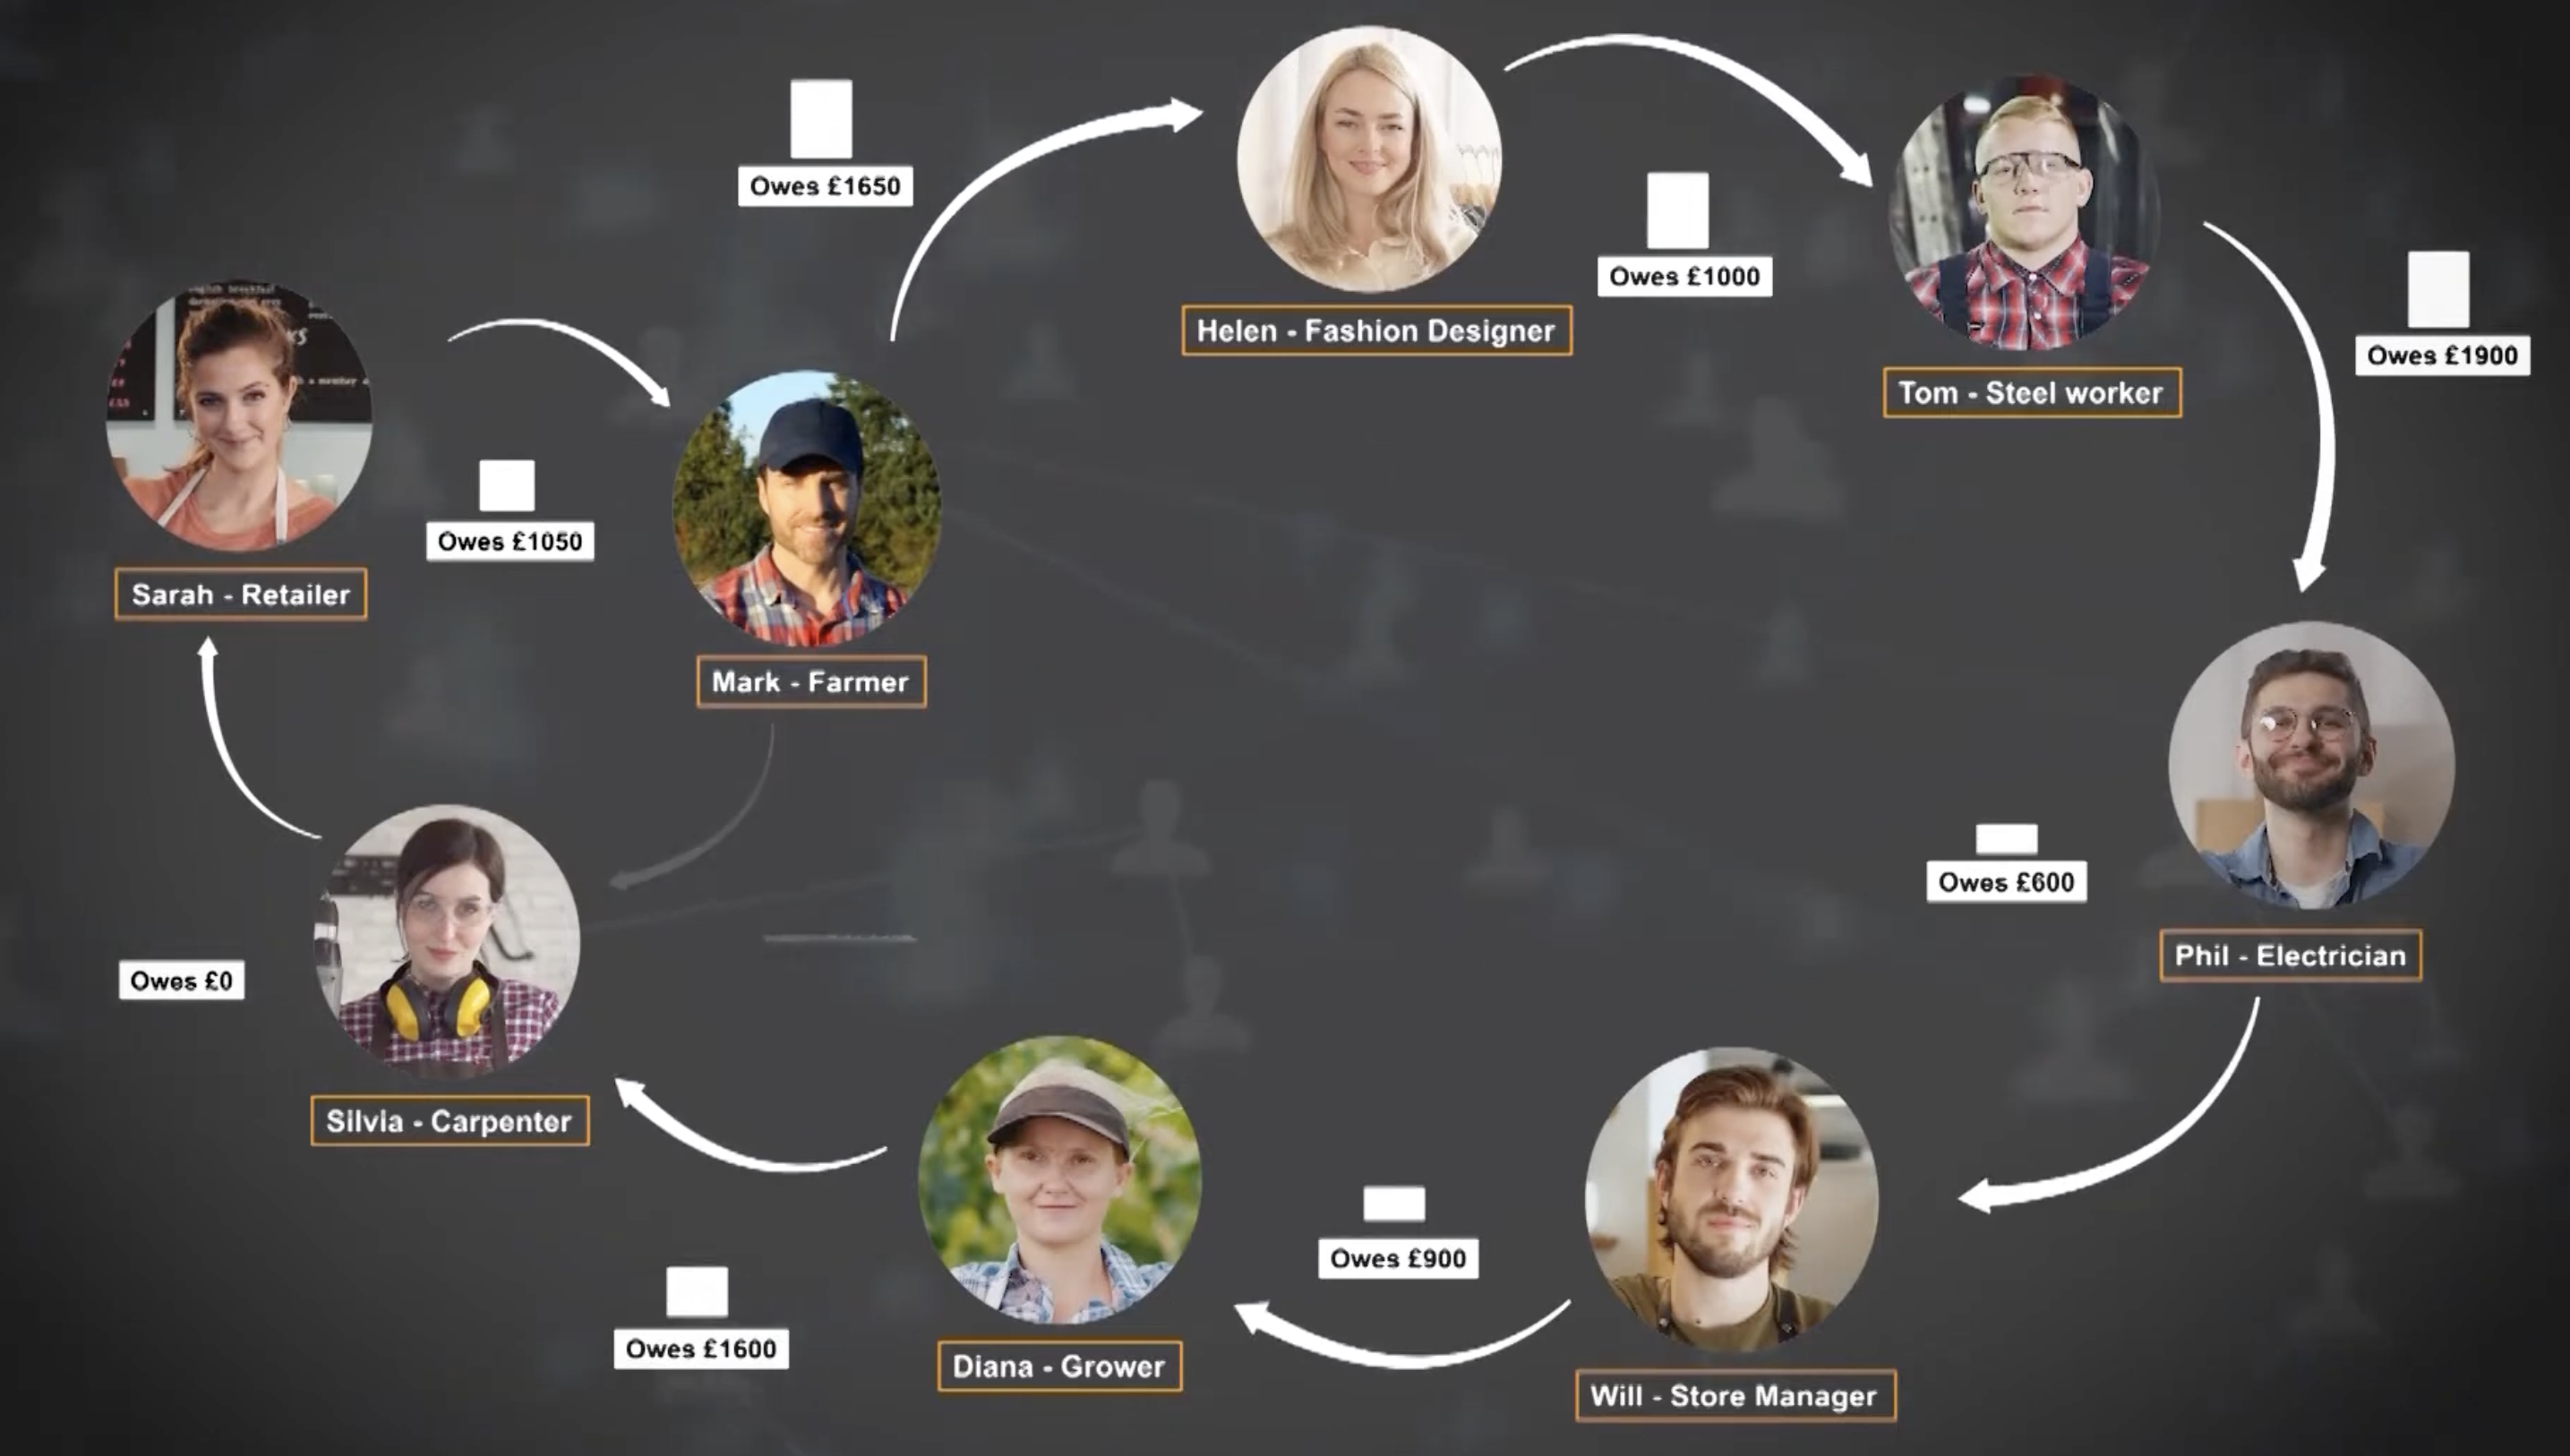 Owes £1650
Helen - Fashion Designer
Owes £1000
Tom - Steel worker
Owes £1900
Sarah - Retailer
Owes £1050
Mark - Farmer
Owes £600
Phil - Electrician
Owes £0
Silvia - Carpenter
Owes £1600
Diana - Grower
Owes £900
Will - Store Manager